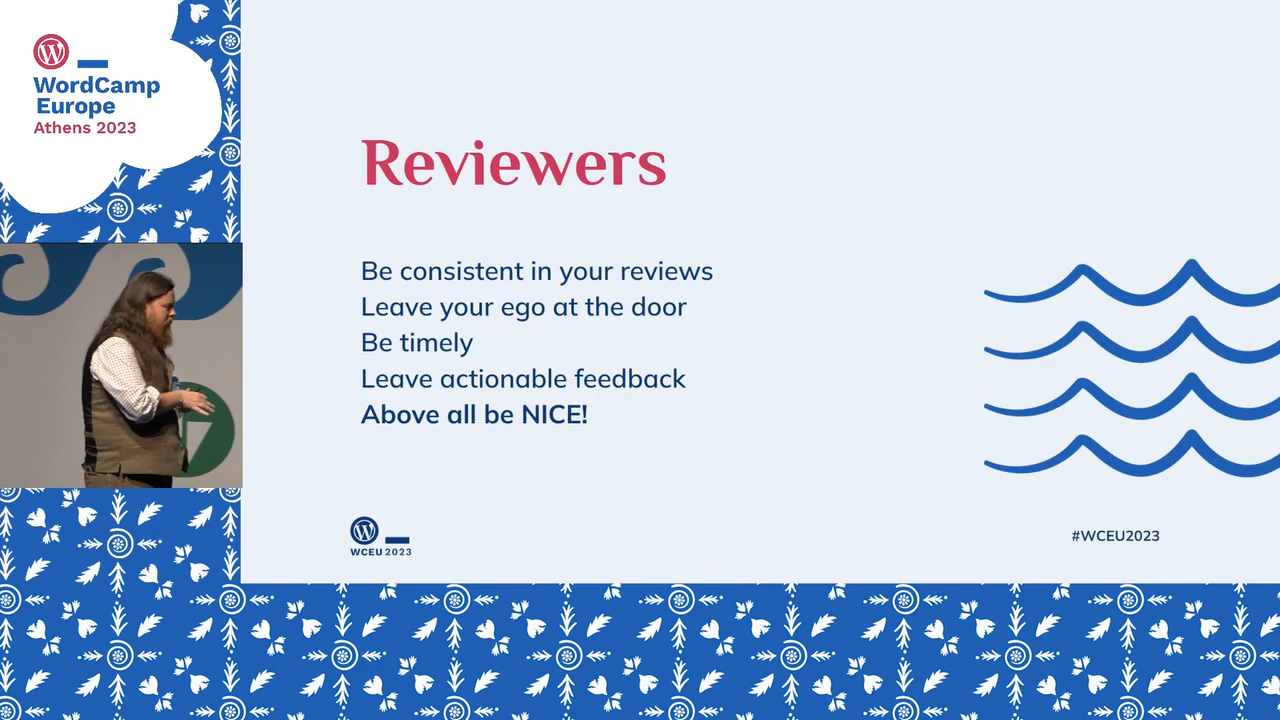 WordCamp
Europe
Athens 2023
Reviewers
Be consistent in your reviews
Leave your ego at the door
Be timely
Leave actionable feedback
Above all be NICE!
WCEU 2023
#WCEU2023